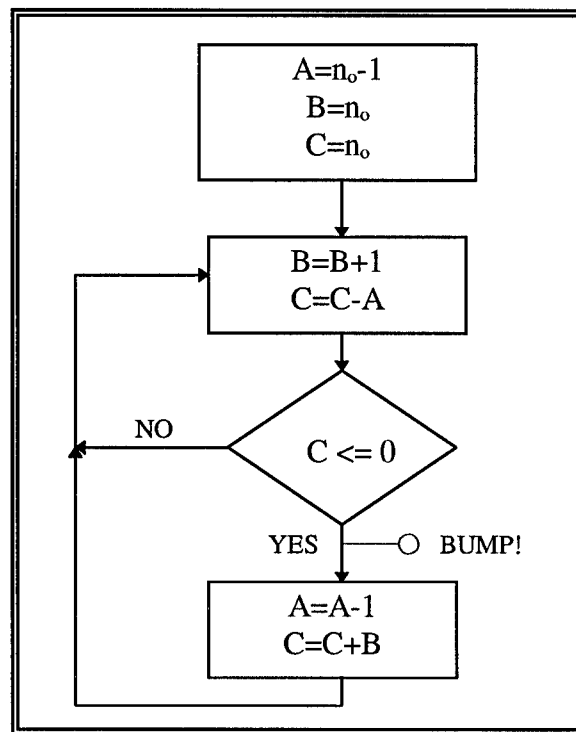 A=nₒ-1
B=nₒ
C=nₒ
B=B+1
C=C-A
NO
C <= 0
YES
BUMP!
A=A-1
C=C+B